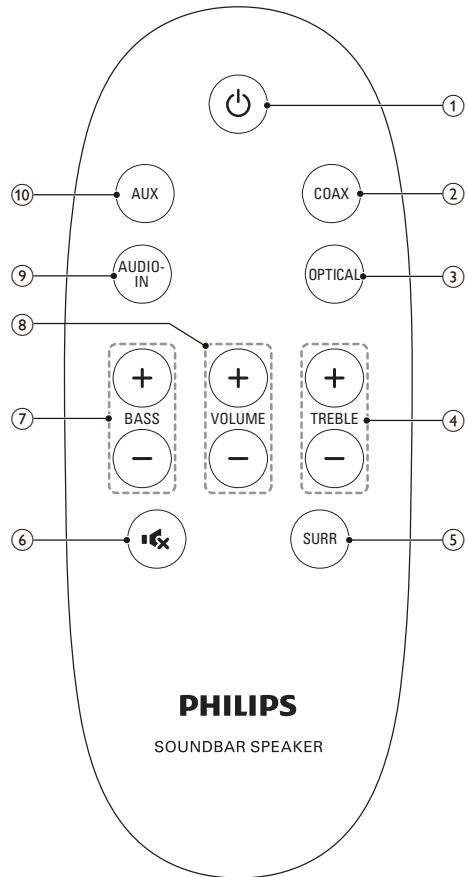 ①
⑩ AUX COAX ②
⑨ AUDIO-
IN OPTICAL ③
⑧
+ + +
⑦ BASS VOLUME TREBLE ④
− − −
⑥ SURR ⑤
PHILIPS
SOUNDBAR SPEAKER